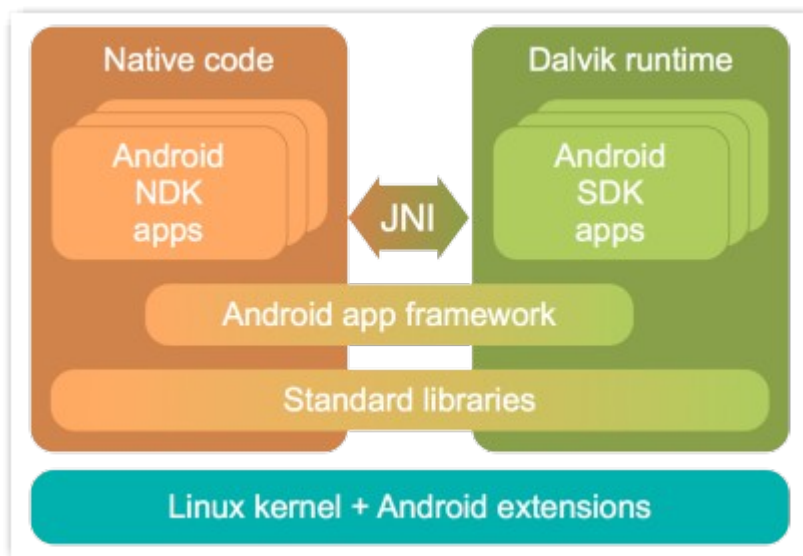 Native code
Dalvik runtime
Android
NDK
apps
JNI
Android
SDK
apps
Android app framework
Standard libraries
Linux kernel + Android extensions